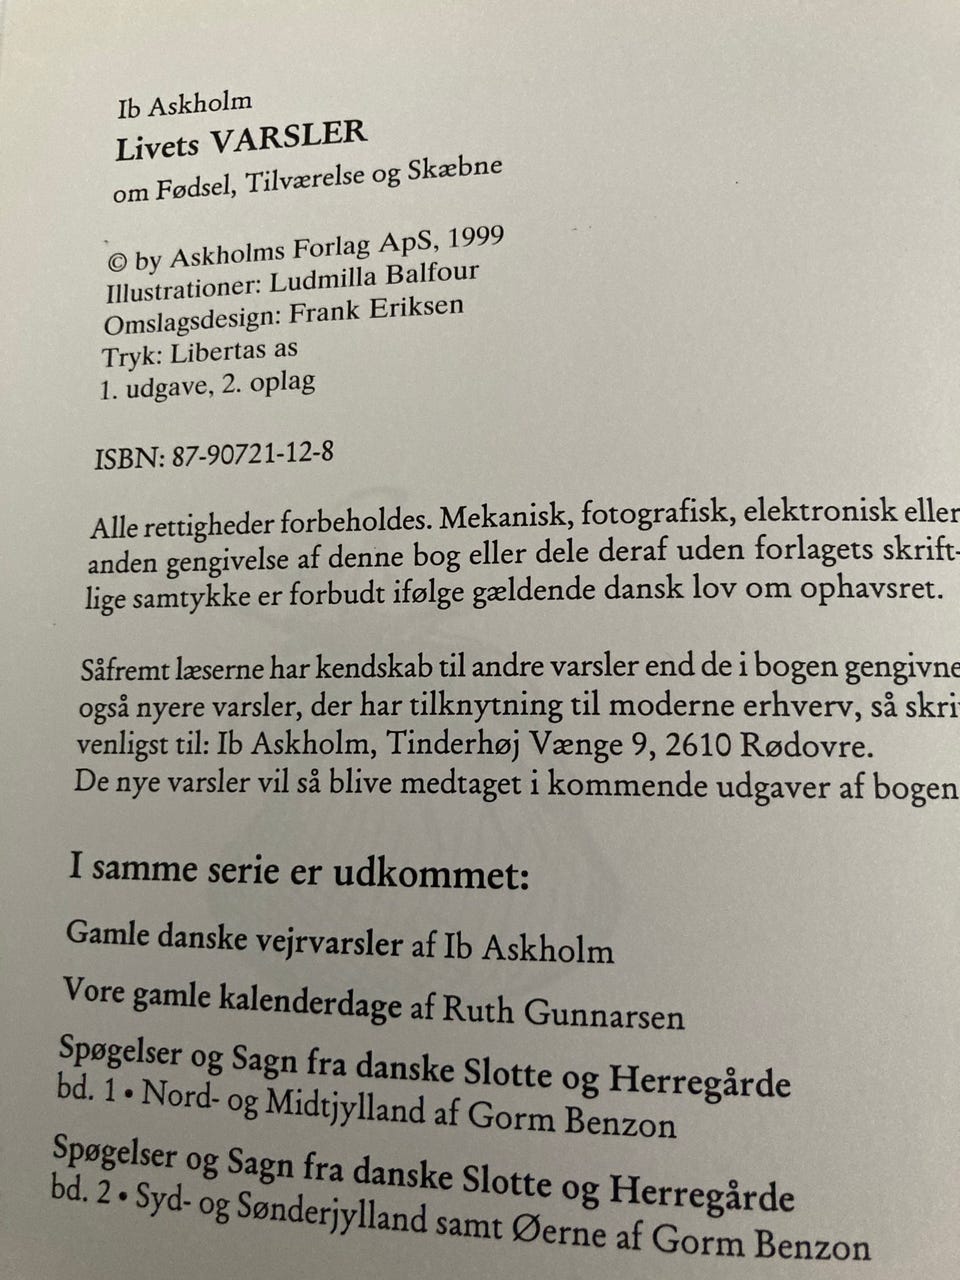 Ib Askholm
Livets VARSLER
om Fødsel, Tilværelse og Skæbne
© by Askholms Forlag ApS, 1999
Illustrationer: Ludmilla Balfour
Omslagsdesign: Frank Eriksen
Tryk: Libertas as
1. udgave, 2. oplag
ISBN: 87-90721-12-8
Alle rettigheder forbeholdes. Mekanisk, fotografisk, elektronisk eller
anden gengivelse af denne bog eller dele deraf uden forlagets skrift-
lige samtykke er forbudt ifølge gældende dansk lov om ophavsret.
Såfremt læserne har kendskab til andre varsler end de i bogen gengivne
også nyere varsler, der har tilknytning til moderne erhverv, så skri
venligst til: Ib Askholm, Tinderhøj Vænge 9, 2610 Rødovre.
De nye varsler vil så blive medtaget i kommende udgaver af bogen
I samme serie er udkommet:
Gamle danske vejrvarsler af Ib Askholm
Vore gamle kalenderdage af Ruth Gunnarsen
Spøgelser og Sagn fra danske Slotte og Herregårde
bd. 1 • Nord- og Midtjylland af Gorm Benzon
Spøgelser og Sagn fra danske Slotte og Herregårde
bd. 2 • Syd- og Sønderjylland samt Øerne af Gorm Benzon